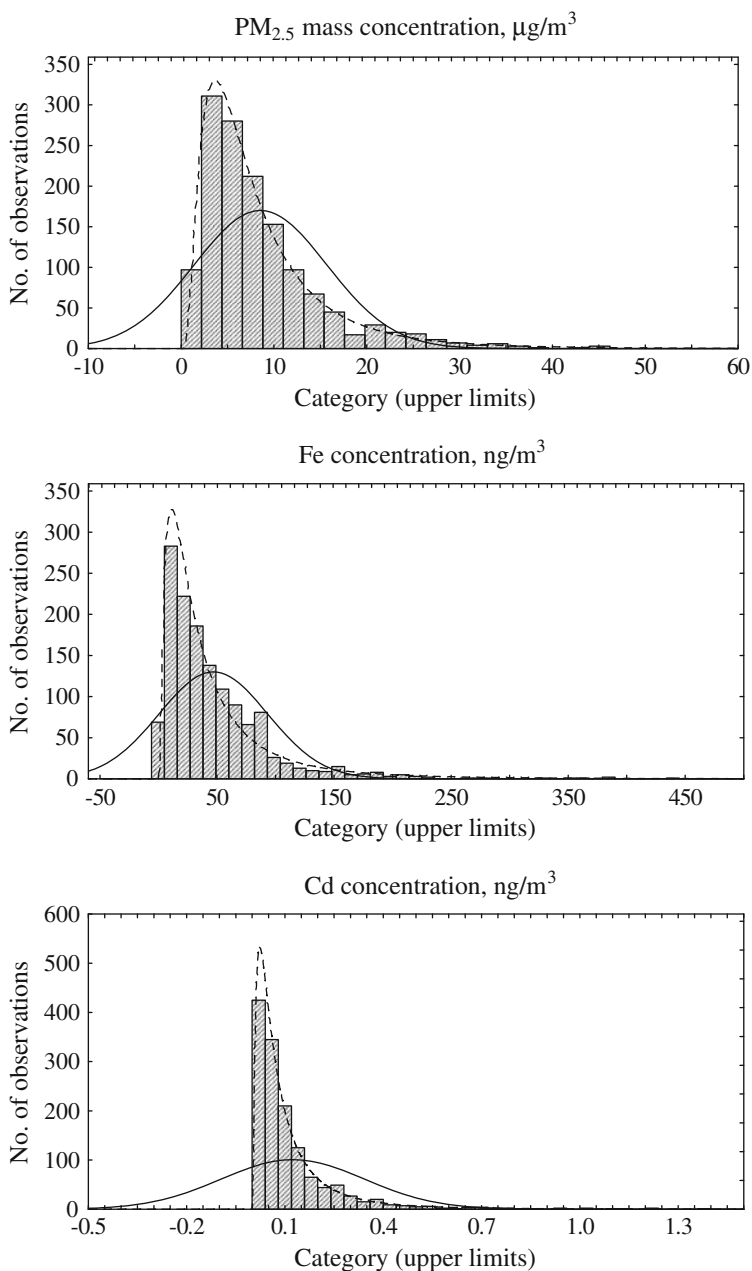 PM2.5 mass concentration, μg/m³
No. of observations
350
300
250
200
150
100
50
0
-10 0 10 20 30 40 50 60
Category (upper limits)
Fe concentration, ng/m³
No. of observations
350
300
250
200
150
100
50
0
-50 50 150 250 350 450
Category (upper limits)
Cd concentration, ng/m³
No. of observations
600
500
400
300
200
100
0
-0.5 -0.2 0.1 0.4 0.7 1.0 1.3
Category (upper limits)